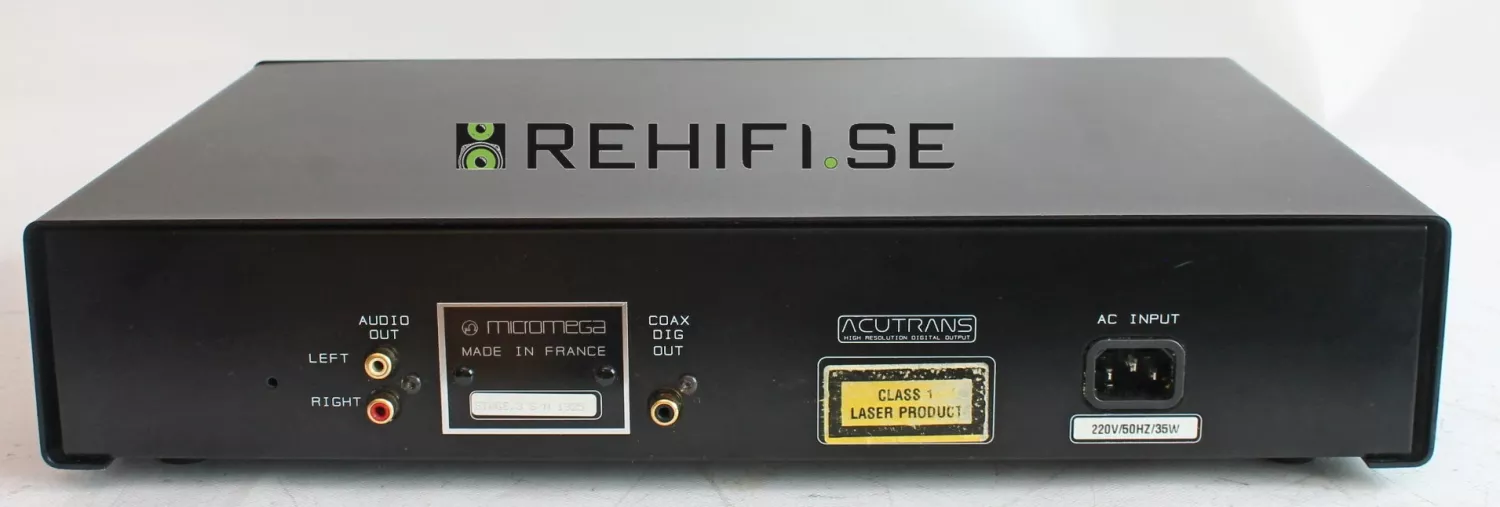 REHIFI.SE
AUDIO
OUT
LEFT
RIGHT
micromega
MADE IN FRANCE
COAX
DIG
OUT
ACUTRANS
HIGH RESOLUTION DIGITAL OUTPUT
CLASS 1
LASER PRODUCT
AC INPUT
220V/50HZ/35W